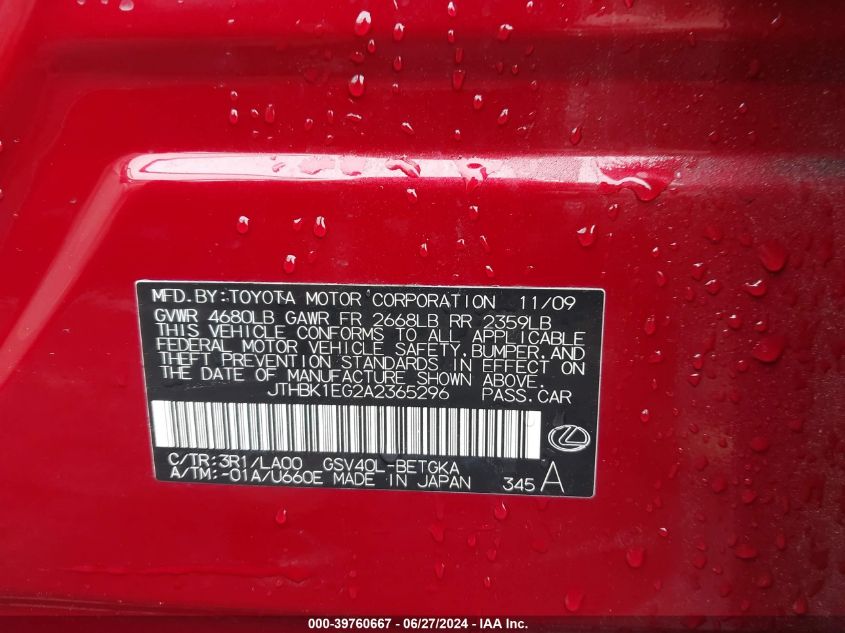 MFD.BY:TOYOTA MOTOR CORPORATION 11/09
GVWR 4680LB GAWR FR 2668LB RR 2359LB
THIS VEHICLE CONFORMS TO ALL APPLICABLE
FEDERAL MOTOR VEHICLE SAFETY,BUMPER,AND
THEFT PREVENTION STANDARDS IN EFFECT ON
THE DATE OF MANUFACTURE SHOWN ABOVE.
JTHBK1EG2A2365296 PASS.CAR
C/TR:3R1/LA00 GSV40L-BETGKA
A/TM:-01A/U660E MADE IN JAPAN 345 A
000-39760667 - 06/27/2024 - IAA Inc.